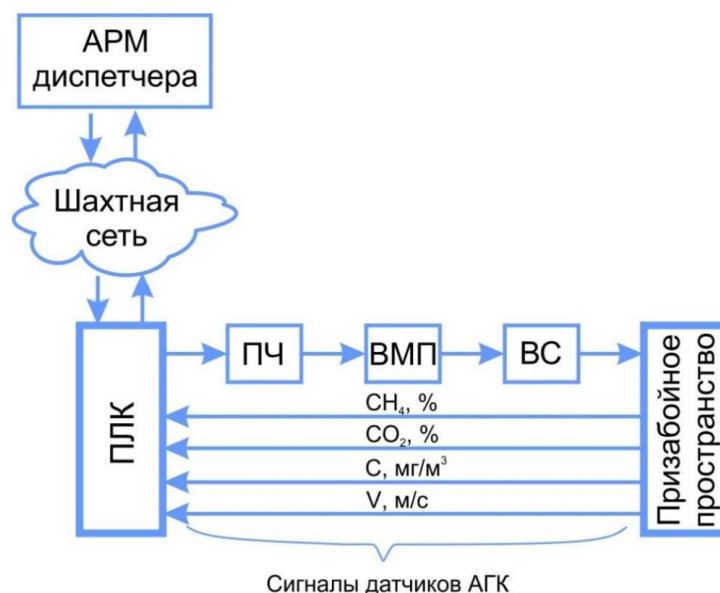 АРМ
диспетчера
Шахтная
сеть
ПЛК
ПЧ
ВМП
ВС
Призабойное
пространство
CH₄, %
CO₂, %
С, мг/м³
V, м/с
Сигналы датчиков АГК